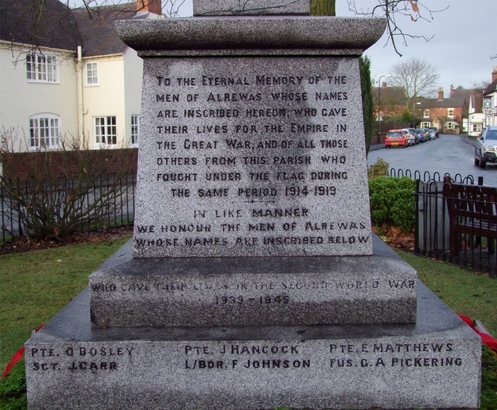 TO THE ETERNAL MEMORY OF THE
MEN OF ALREWAS WHOSE NAMES
ARE INSCRIBED HEREON, WHO GAVE
THEIR LIVES FOR THE EMPIRE IN
THE GREAT WAR, AND OF ALL THOSE
OTHERS FROM THIS PARISH WHO
FOUGHT UNDER THE FLAG DURING
THE SAME PERIOD 1914-1919
IN LIKE MANNER
WE HONOUR THE MEN OF ALREWAS
WHOSE NAMES ARE INSCRIBED BELOW
WHO GAVE THEIR LIVES IN THE SECOND WORLD WAR
1939-1945
PTE. G BOSLEY PTE. J HANCOCK PTE. E MATTHEWS
SGT. J. CARR L/BDR. F JOHNSON FUS. G. A PICKERING